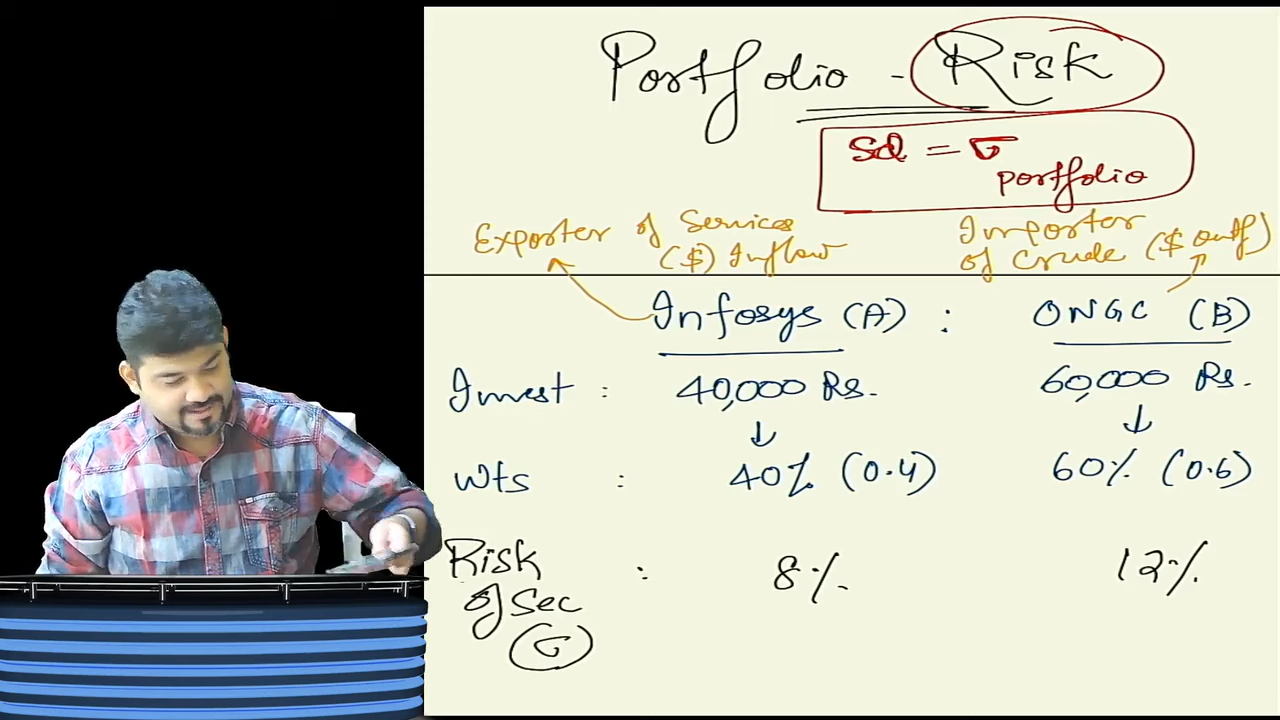 Portfolio - Risk
Sd = σ portfolio
Exporter of Services ($) Inflow
Importer of Crude ($ outf)
Infosys (A) : ONGC (B)
Invest : 40,000 Rs. 60,000 Rs.
↓ ↓
Wts : 40% (0.4) 60% (0.6)
Risk of Sec (σ) : 8% 12%